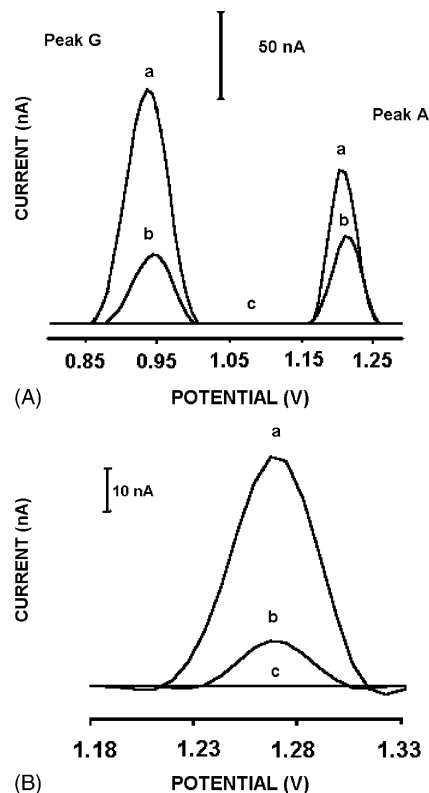 Peak G
50 nA
a
Peak A
a
b
b
c
CURRENT (nA)
0.85 0.95 1.05 1.15 1.25
(A) POTENTIAL (V)
a
10 nA
b
c
CURRENT (nA)
1.18 1.23 1.28 1.33
(B) POTENTIAL (V)